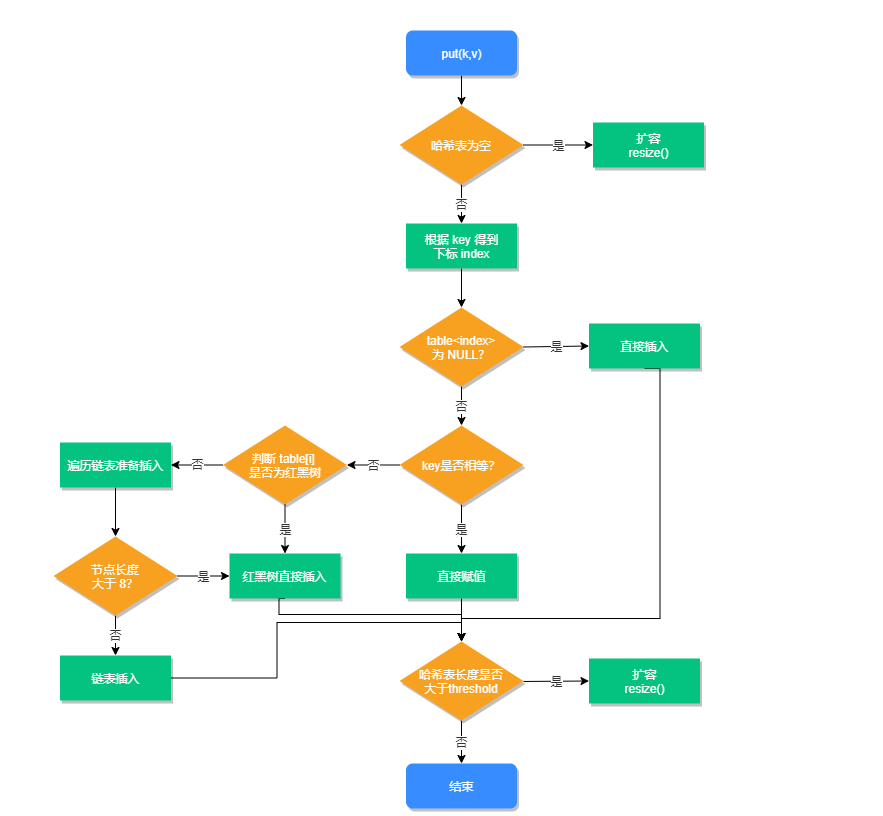 put(k,v)
哈希表为空
是
扩容
resize()
否
根据 key 得到
下标 index
table<index>
为 NULL?
是
直接插入
否
key是否相等?
否
判断 table[i]
是否为红黑树
否
遍历链表准备插入
是
是
节点长度
大于 8?
是
红黑树直接插入
直接赋值
否
链表插入
哈希表长度是否
大于threshold
是
扩容
resize()
否
结束